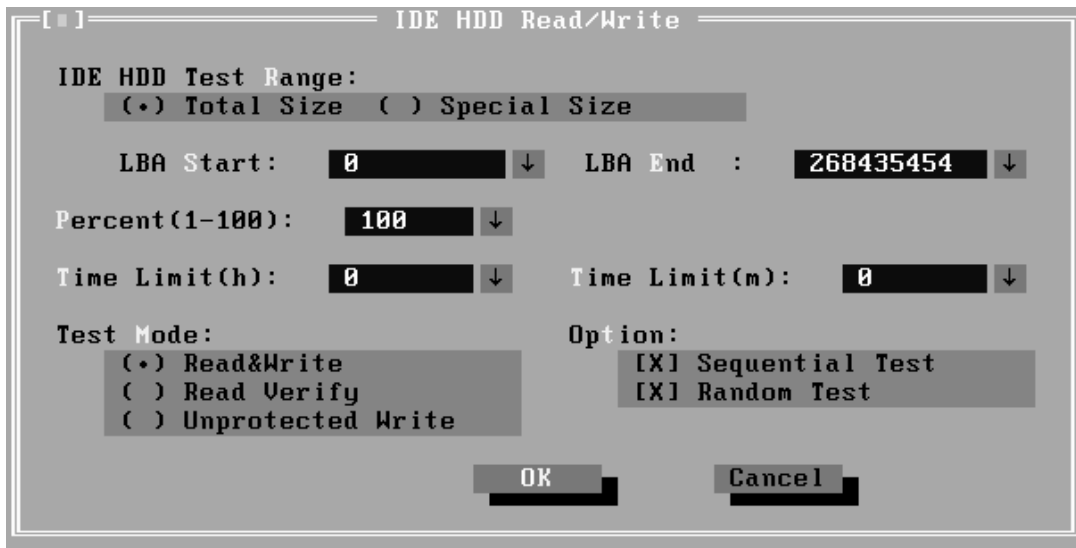 [■] IDE HDD Read/Write
IDE HDD Test Range:
(•) Total Size ( ) Special Size
LBA Start: 0 ↓ LBA End : 268435454 ↓
Percent(1-100): 100 ↓
Time Limit(h): 0 ↓ Time Limit(m): 0 ↓
Test Mode: Option:
(•) Read&Write [X] Sequential Test
( ) Read Verify [X] Random Test
( ) Unprotected Write
OK Cancel